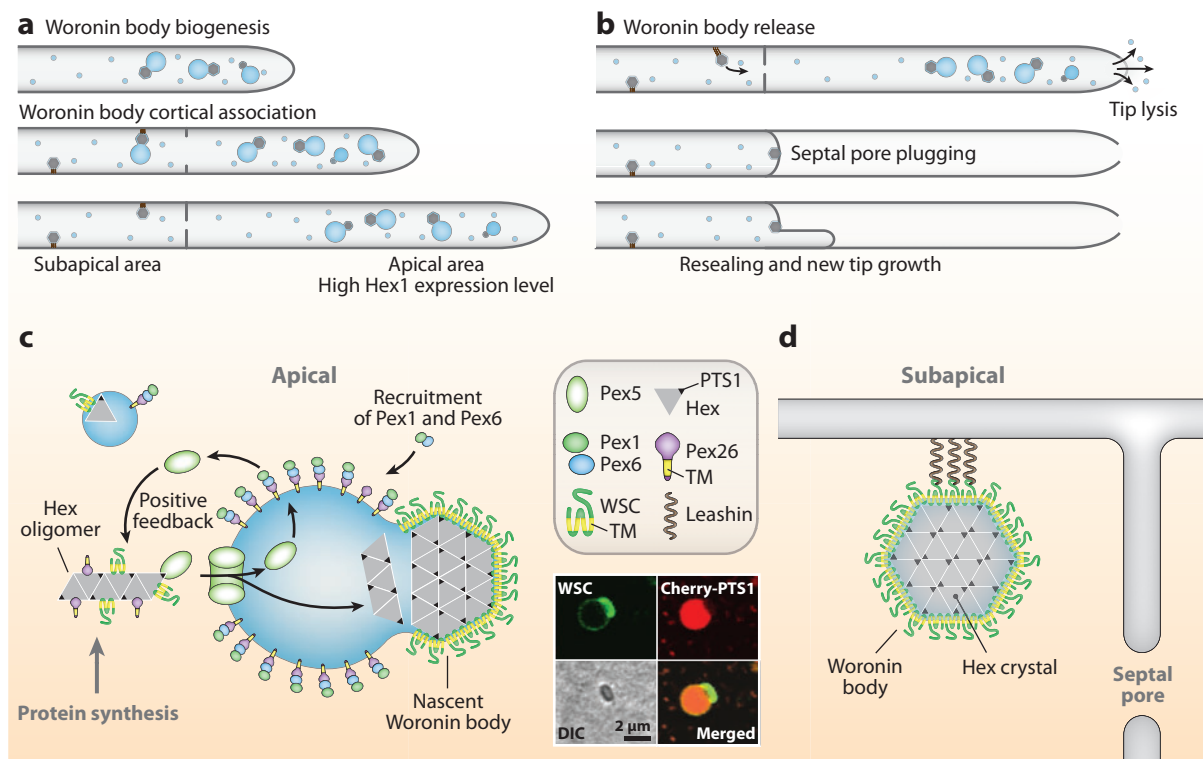 a Woronin body biogenesis
Woronin body cortical association
Subapical area
Apical area
High Hex1 expression level
b Woronin body release
Tip lysis
Septal pore plugging
Resealing and new tip growth
c
Apical
Recruitment
of Pex1 and Pex6
Positive
feedback
Hex
oligomer
Protein synthesis
Nascent
Woronin body
Pex5
PTS1
Hex
Pex1
Pex6
Pex26
TM
WSC
TM
Leashin
WSC
Cherry-PTS1
DIC
2 µm
Merged
d
Subapical
Woronin
body
Hex crystal
Septal
pore